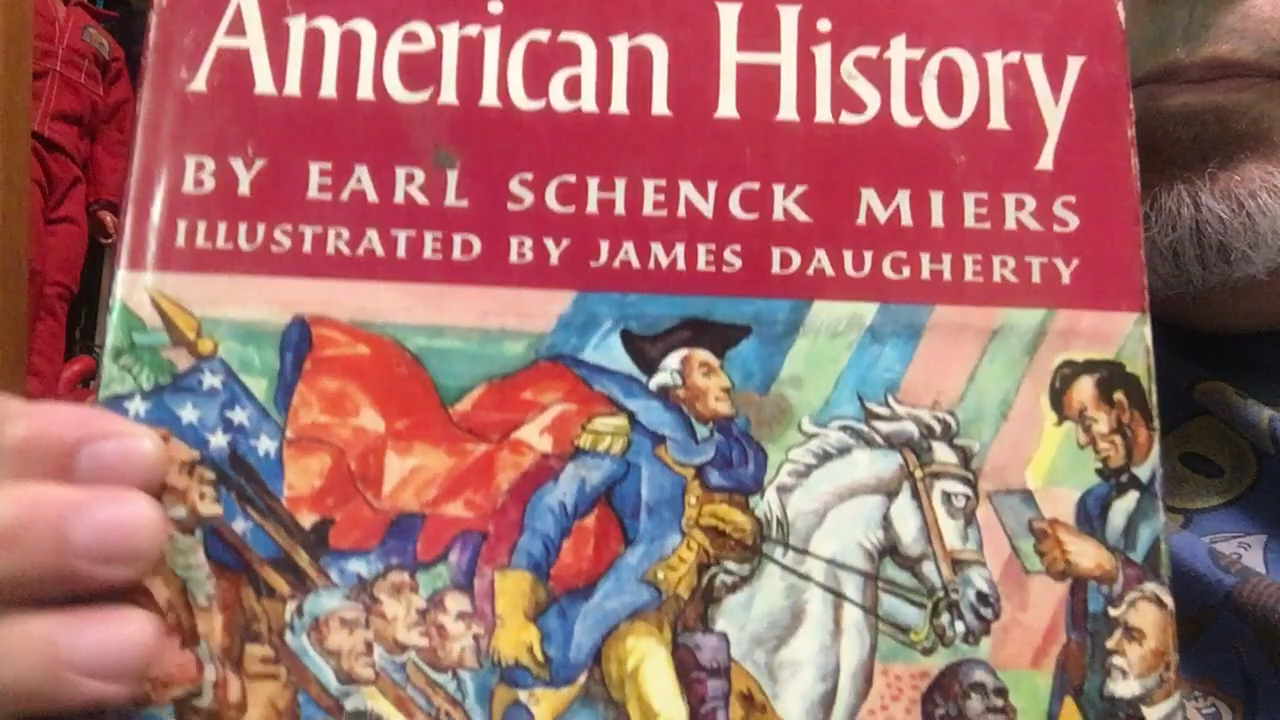 American History
BY EARL SCHENCK MIERS
ILLUSTRATED BY JAMES DAUGHERTY